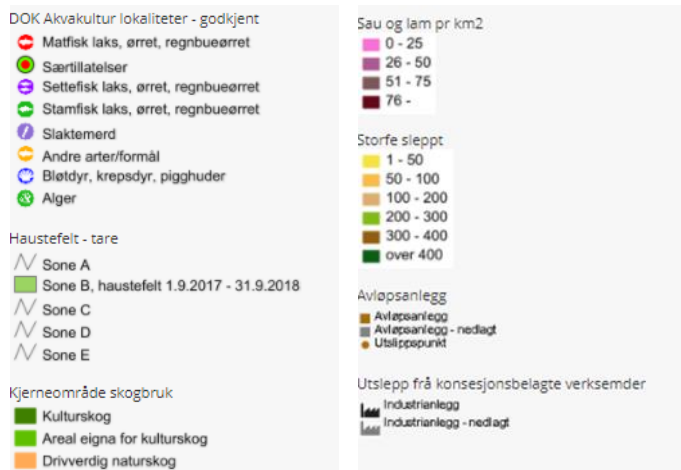 DOK Akvakultur lokaliteter - godkjent
Matfisk laks, ørret, regnbueørret
Særtillatelser
Settefisk laks, ørret, regnbueørret
Stamfisk laks, ørret, regnbueørret
Slaktemerd
Andre arter/formål
Bløtdyr, krepsdyr, pigghuder
Alger
Haustefelt - tare
Sone A
Sone B, haustefelt 1.9.2017 - 31.9.2018
Sone C
Sone D
Sone E
Kjerneområde skogbruk
Kulturskog
Areal eigna for kulturskog
Drivverdig naturskog
Sau og lam pr km2
0 - 25
26 - 50
51 - 75
76 -
Storfe sleppt
1 - 50
50 - 100
100 - 200
200 - 300
300 - 400
over 400
Avløpsanlegg
Avløpsanlegg
Avløpsanlegg - nedlagt
Utslippspunkt
Utslepp frå konsesjonsbelagte verksemder
Industrianlegg
Industrianlegg - nedlagt